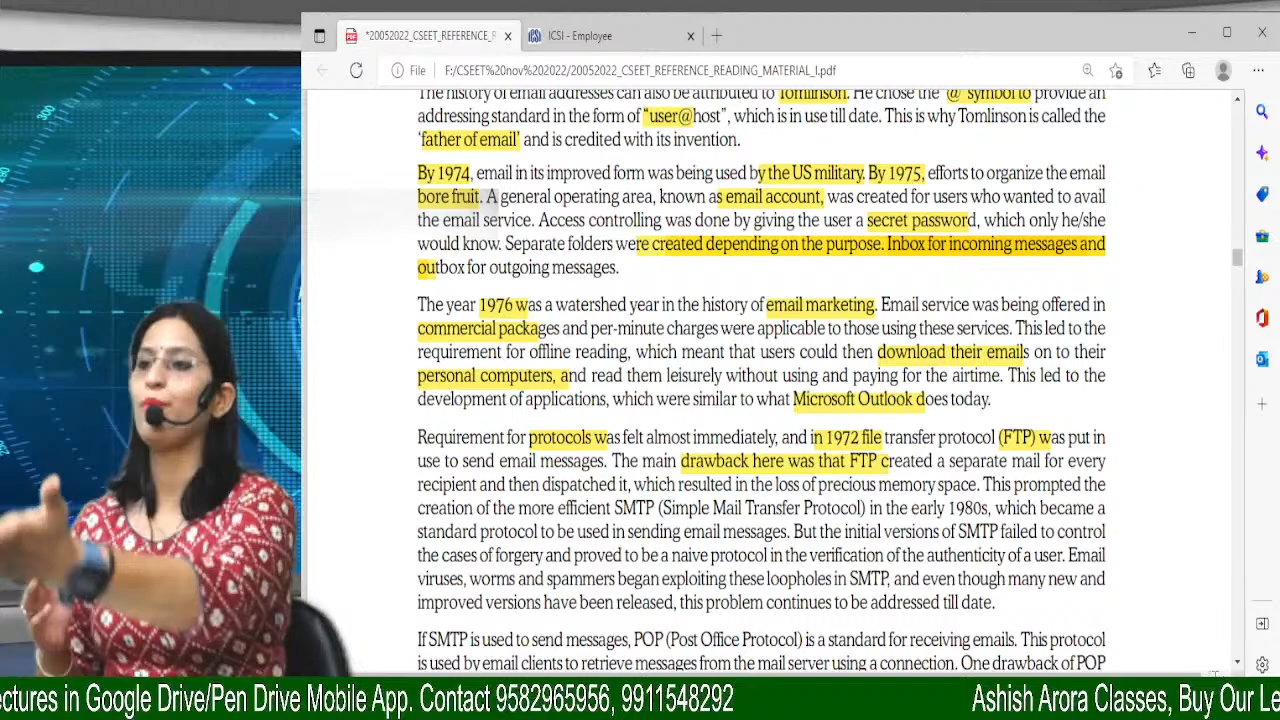 *20052022_CSEET_REFERENCE_R
ICSI - Employee
File F:/CSEET%20nov%202022/20052022_CSEET_REFERENCE_READING_MATERIAL_I.pdf
The history of email addresses can also be attributed to Tomlinson. He chose the '@' symbol to provide an
addressing standard in the form of "user@host", which is in use till date. This is why Tomlinson is called the
'father of email' and is credited with its invention.
By 1974, email in its improved form was being used by the US military. By 1975, efforts to organize the email
bore fruit. A general operating area, known as email account, was created for users who wanted to avail
the email service. Access controlling was done by giving the user a secret password, which only he/she
would know. Separate folders were created depending on the purpose. Inbox for incoming messages and
outbox for outgoing messages.
The year 1976 was a watershed year in the history of email marketing. Email service was being offered in
commercial packages and per-minute charges were applicable to those using these services. This led to the
requirement for offline reading, which meant that users could then download their emails on to their
personal computers, and read them leisurely without using and paying for the airtime. This led to the
development of applications, which were similar to what Microsoft Outlook does today.
Requirement for protocols was felt almost immediately, and in 1972 file transfer protocol (FTP) was put in
use to send email messages. The main drawback here was that FTP created a separate mail for every
recipient and then dispatched it, which resulted in the loss of precious memory space. This prompted the
creation of the more efficient SMTP (Simple Mail Transfer Protocol) in the early 1980s, which became a
standard protocol to be used in sending email messages. But the initial versions of SMTP failed to control
the cases of forgery and proved to be a naive protocol in the verification of the authenticity of a user. Email
viruses, worms and spammers began exploiting these loopholes in SMTP, and even though many new and
improved versions have been released, this problem continues to be addressed till date.
If SMTP is used to send messages, POP (Post Office Protocol) is a standard for receiving emails. This protocol
is used by email clients to retrieve messages from the mail server using a connection. One drawback of POP
300
ectures in Google Drive/Pen Drive Mobile App. Contact 9582965956, 9911548292 Ashish Arora Classes, Buy Our Le